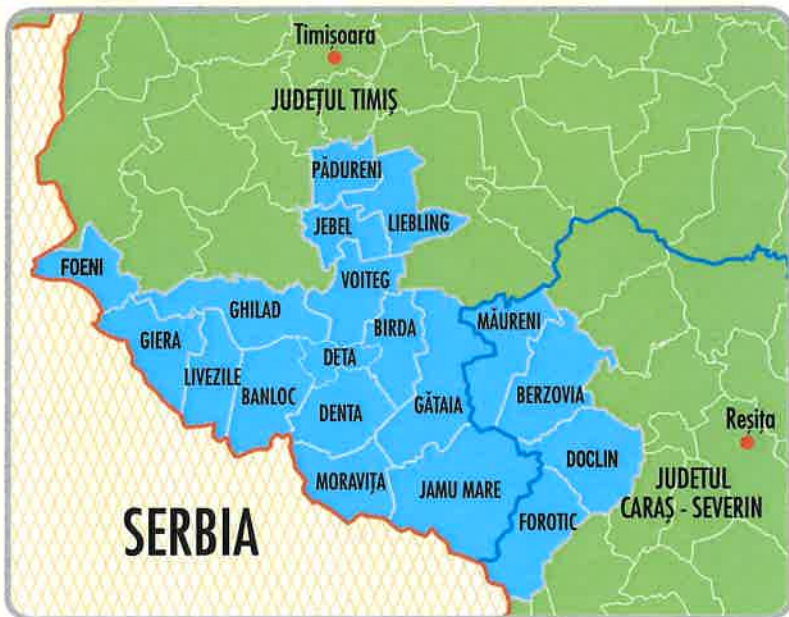 Timișoara
JUDEȚUL TIMIȘ
PĂDURENI
JEBEL
LIEBLING
FOENI
VOITEG
GHILAD
BIRDA
MĂURENI
GIERA
DETA
LIVEZILE
BANLOC
BERZOVIA
DENTA
GĂTAIA
Reșița
DOCLIN
MORAVIȚA
JAMU MARE
JUDETUL
CARAȘ - SEVERIN
FOROTIC
SERBIA